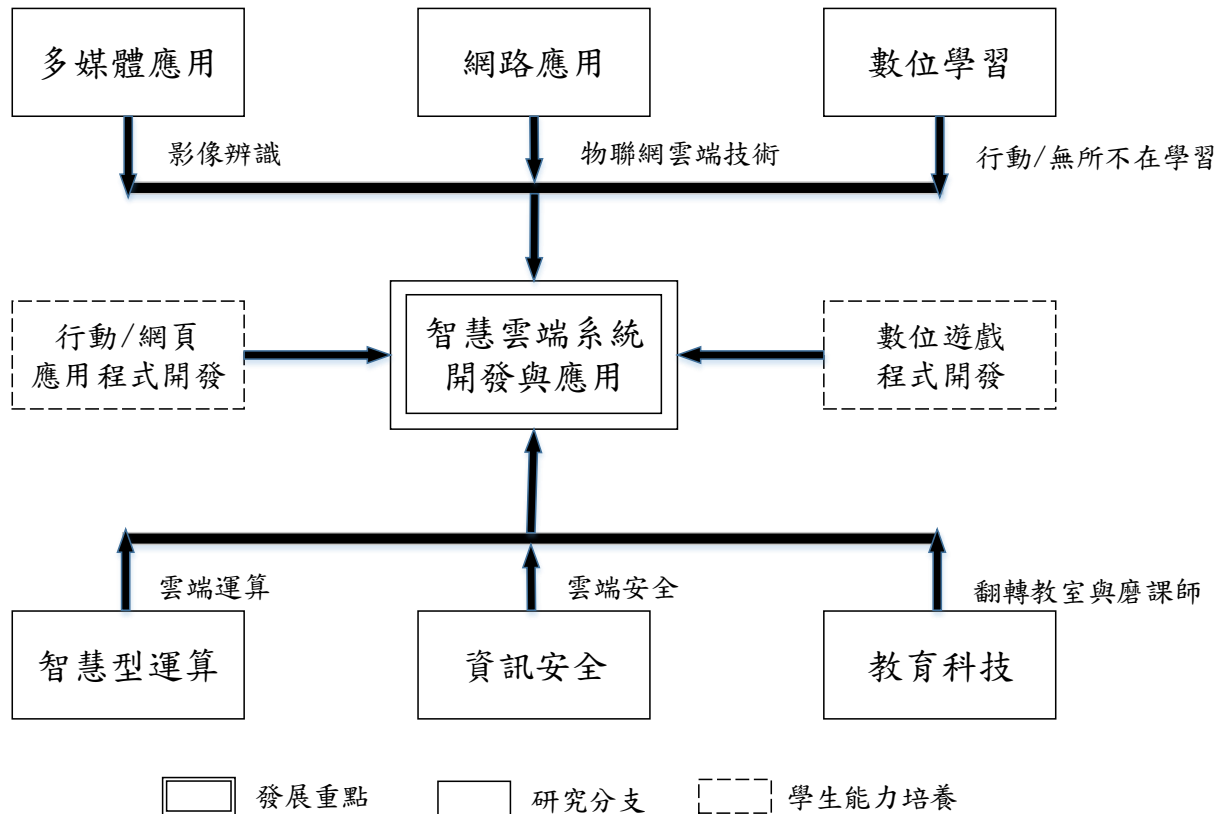 多媒體應用
網路應用
數位學習
影像辨識
物聯網雲端技術
行動/無所不在學習
行動/網頁
應用程式開發
智慧雲端系統
開發與應用
數位遊戲
程式開發
雲端運算
雲端安全
翻轉教室與磨課師
智慧型運算
資訊安全
教育科技
發展重點
研究分支
學生能力培養